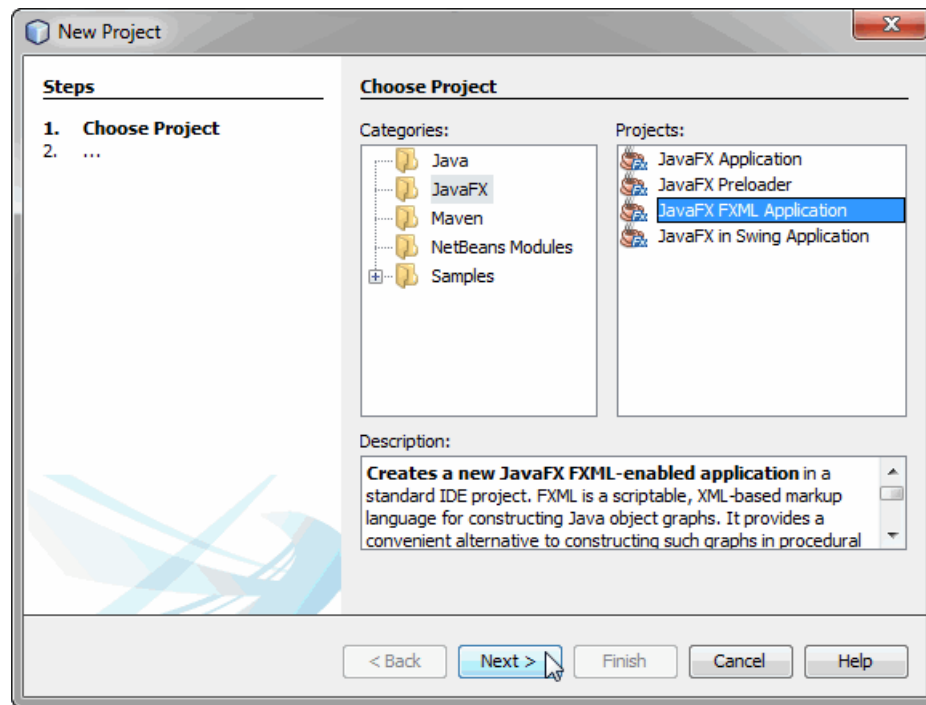 New Project
Steps
1. Choose Project
2. ...
Choose Project
Categories:
Java
JavaFX
Maven
NetBeans Modules
Samples
Projects:
JavaFX Application
JavaFX Preloader
JavaFX FXML Application
JavaFX in Swing Application
Description:
Creates a new JavaFX FXML-enabled application in a
standard IDE project. FXML is a scriptable, XML-based markup
language for constructing Java object graphs. It provides a
convenient alternative to constructing such graphs in procedural
< Back Next > Finish Cancel Help